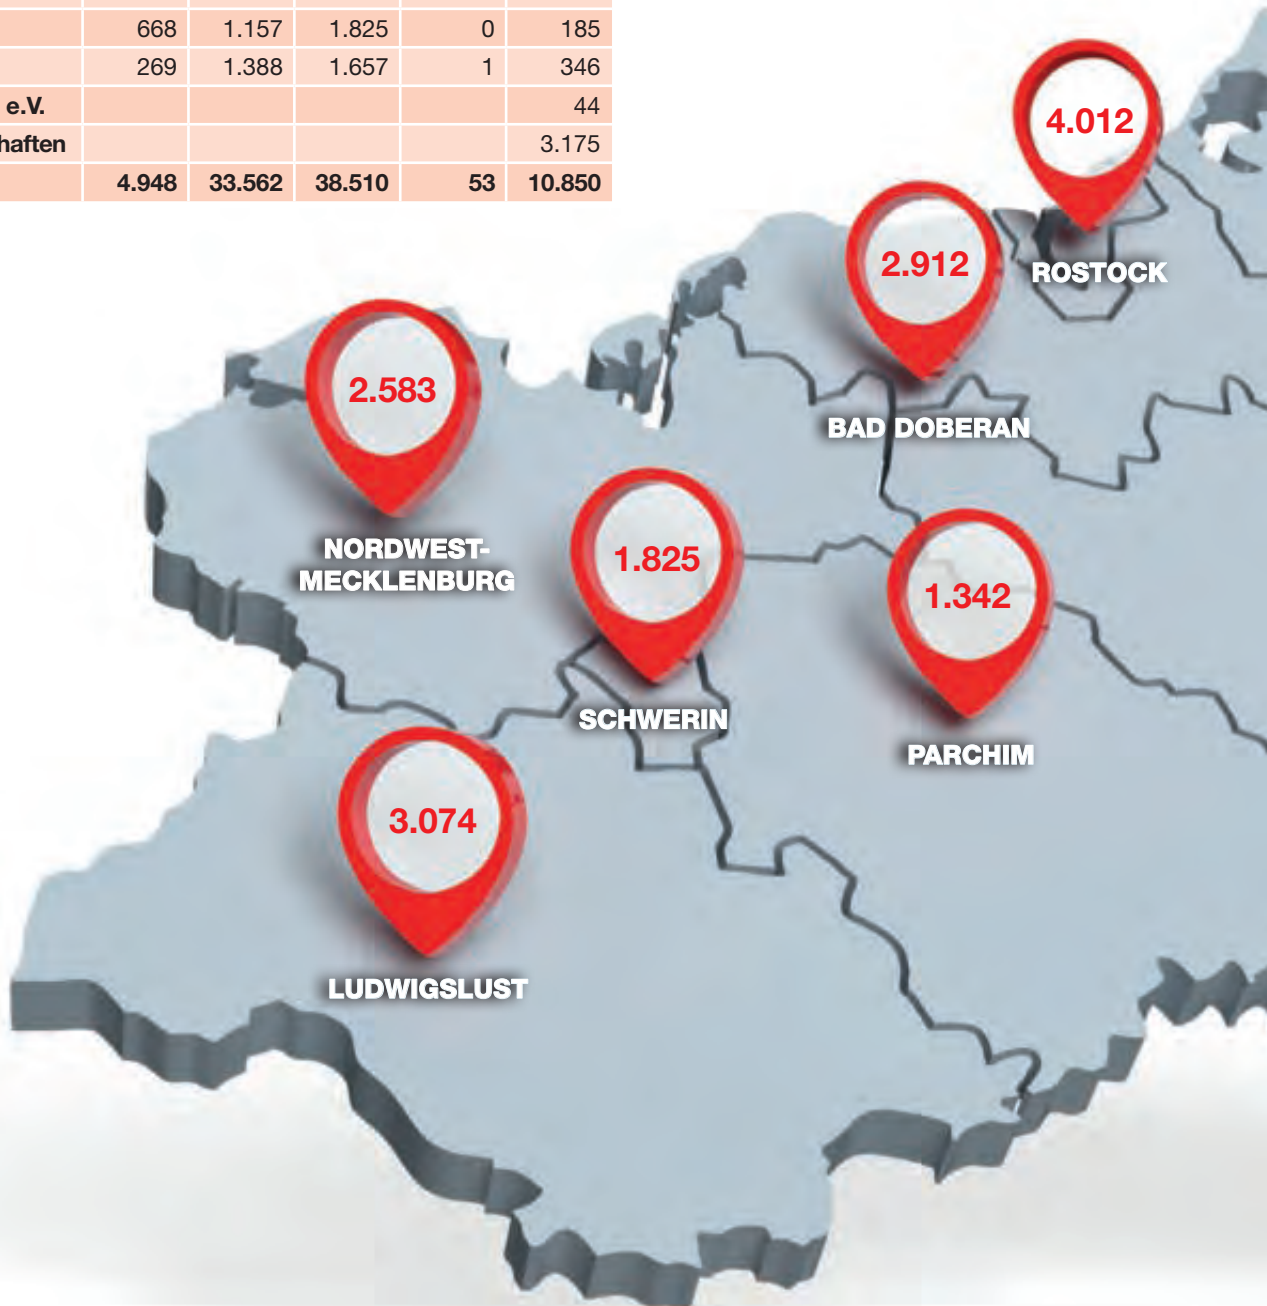 668 1.157 1.825 0 185
269 1.388 1.657 1 346
e.V. 44
haften 3.175
4.948 33.562 38.510 53 10.850
4.012
ROSTOCK
2.912
BAD DOBERAN
2.583
NORDWEST-
MECKLENBURG
1.825
SCHWERIN
1.342
PARCHIM
3.074
LUDWIGSLUST